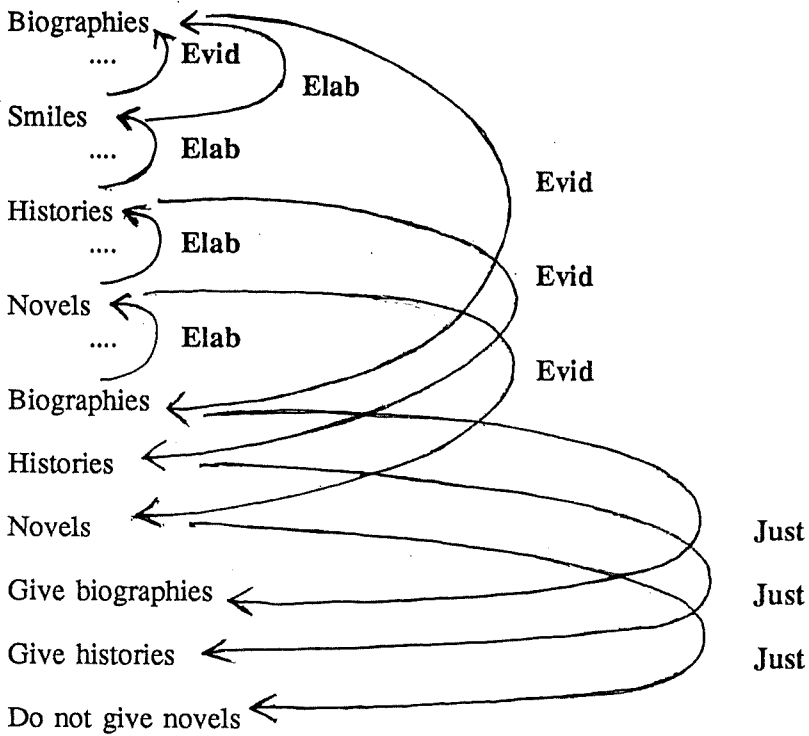 Biographies
.... Evid
Elab
Smiles
.... Elab
Evid
Histories
.... Elab
Evid
Novels
.... Elab
Evid
Biographies
Histories
Novels
Just
Give biographies
Just
Give histories
Just
Do not give novels